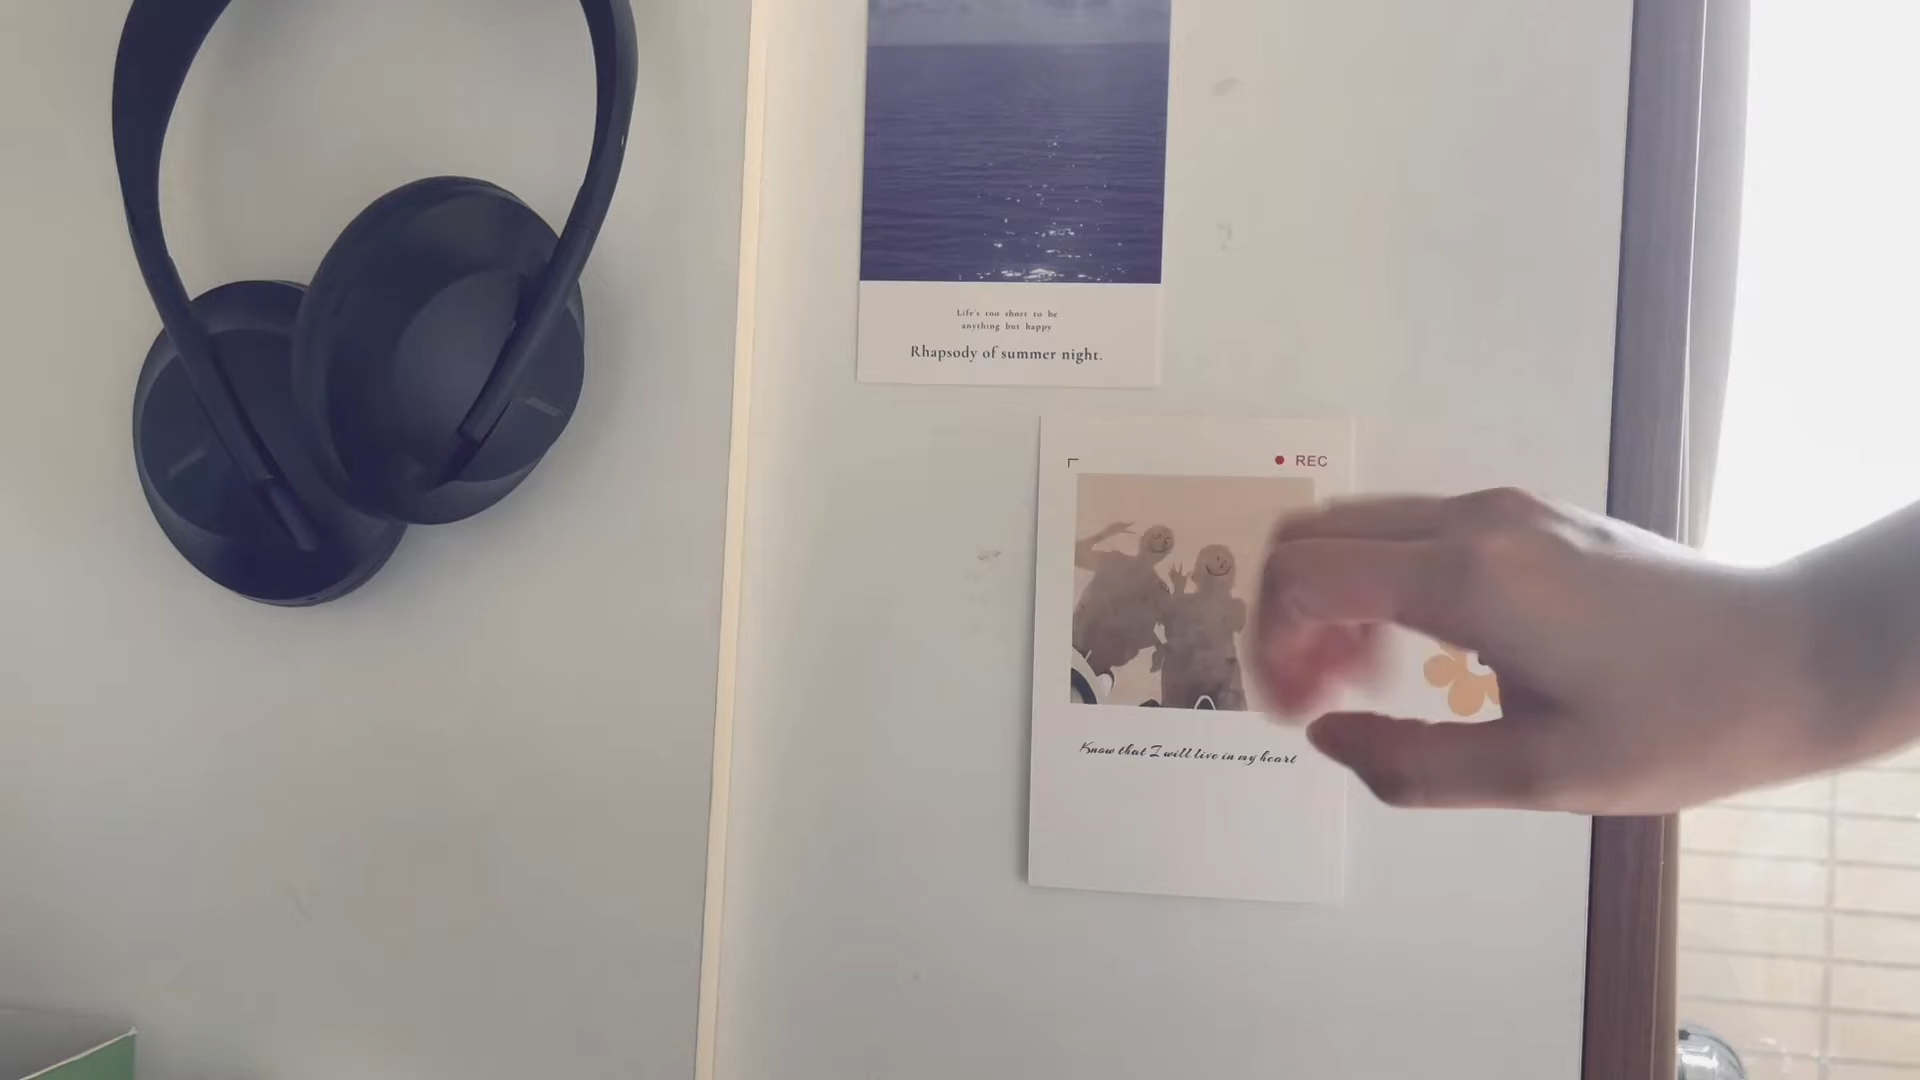 Life's too short to be
anything but happy
Rhapsody of summer night.
REC
Know that I will live in my heart